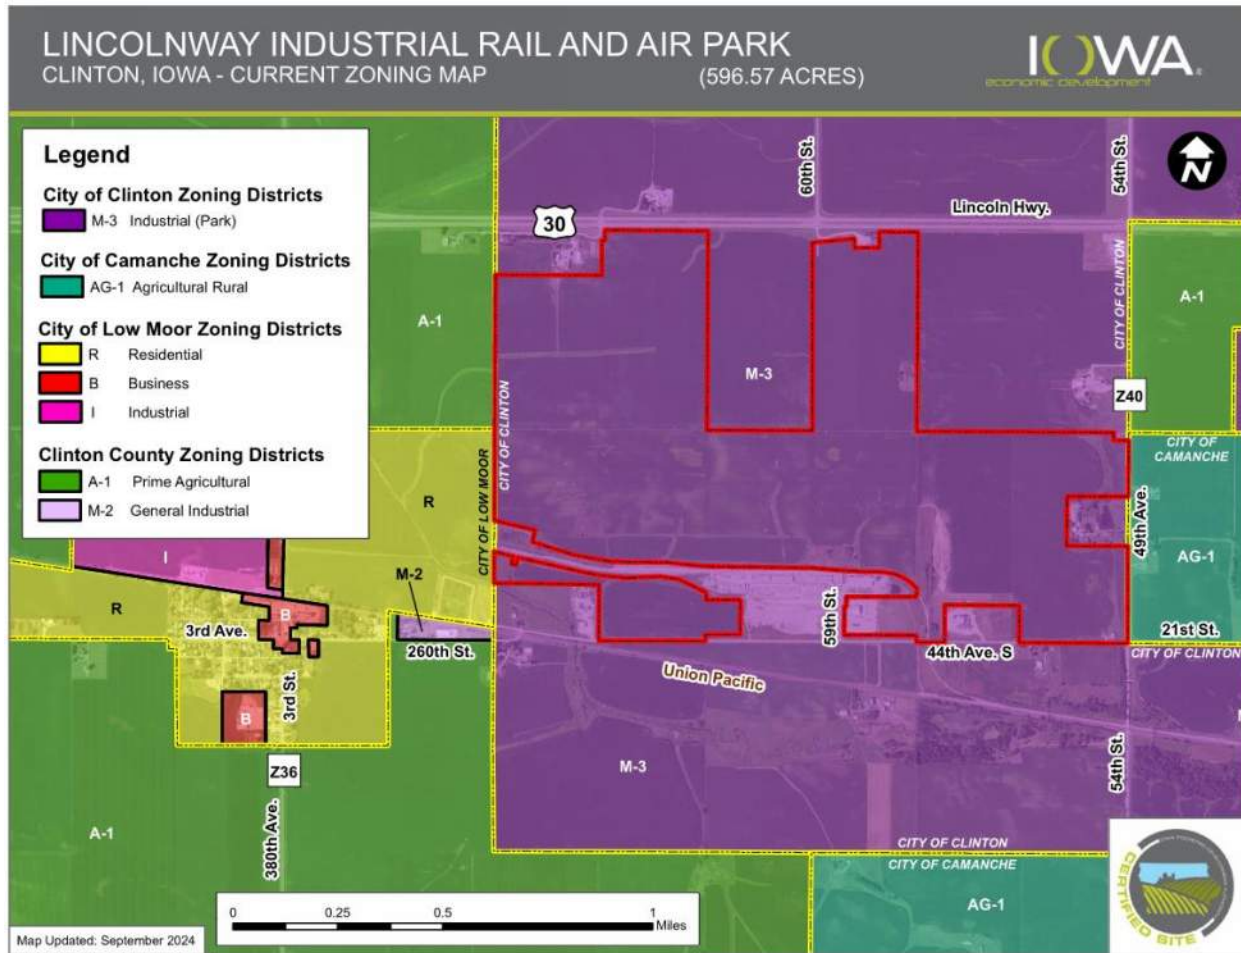 LINCOLNWAY INDUSTRIAL RAIL AND AIR PARK
CLINTON, IOWA - CURRENT ZONING MAP
(596.57 ACRES)
IOWA
economic development
Legend
City of Clinton Zoning Districts
M-3 Industrial (Park)
City of Camanche Zoning Districts
AG-1 Agricultural Rural
City of Low Moor Zoning Districts
R Residential
B Business
I Industrial
Clinton County Zoning Districts
A-1 Prime Agricultural
M-2 General Industrial
60th St.
54th St.
N
Lincoln Hwy.
30
CITY OF CLINTON
A-1
A-1
M-3
Z40
CITY OF CLINTON
CITY OF LOW MOOR
CITY OF
CAMANCHE
R
49th Ave.
I
AG-1
M-2
R
B
3rd Ave.
59th St.
21st St.
260th St.
44th Ave. S
CITY OF CLINTON
Union Pacific
3rd St.
B
Z36
M-3
54th St.
A-1
380th Ave.
CITY OF CLINTON
CITY OF CAMANCHE
AG-1
0 0.25 0.5 1
Miles
CERTIFIED SITE
Map Updated: September 2024